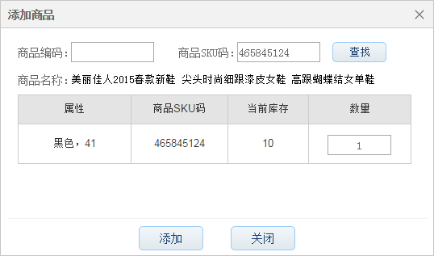 添加商品
商品编码: 商品SKU码: 465845124 查找
商品名称: 美丽佳人2015春款新鞋 尖头时尚细跟漆皮女鞋 高跟蝴蝶结女单鞋
属性 商品SKU码 当前库存 数量
黑色，41 465845124 10 1
添加 关闭